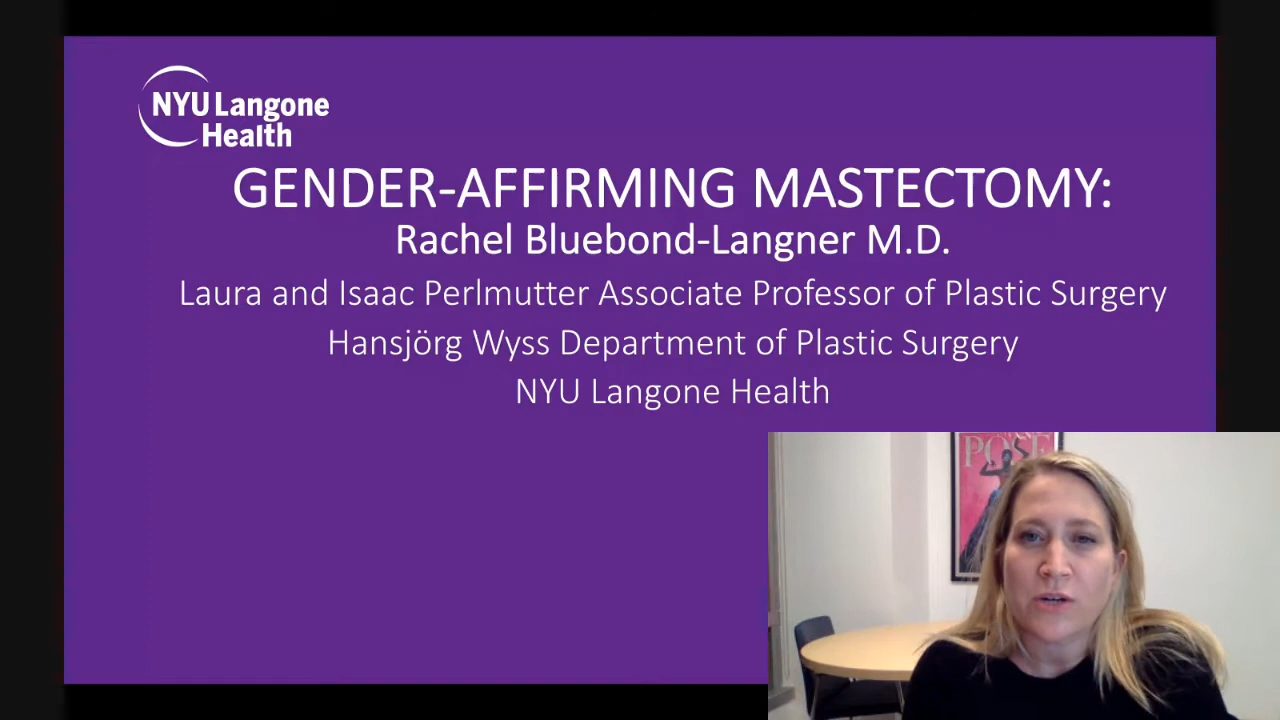 NYU Langone
Health
GENDER-AFFIRMING MASTECTOMY:
Rachel Bluebond-Langner M.D.
Laura and Isaac Perlmutter Associate Professor of Plastic Surgery
Hansjörg Wyss Department of Plastic Surgery
NYU Langone Health
POSE